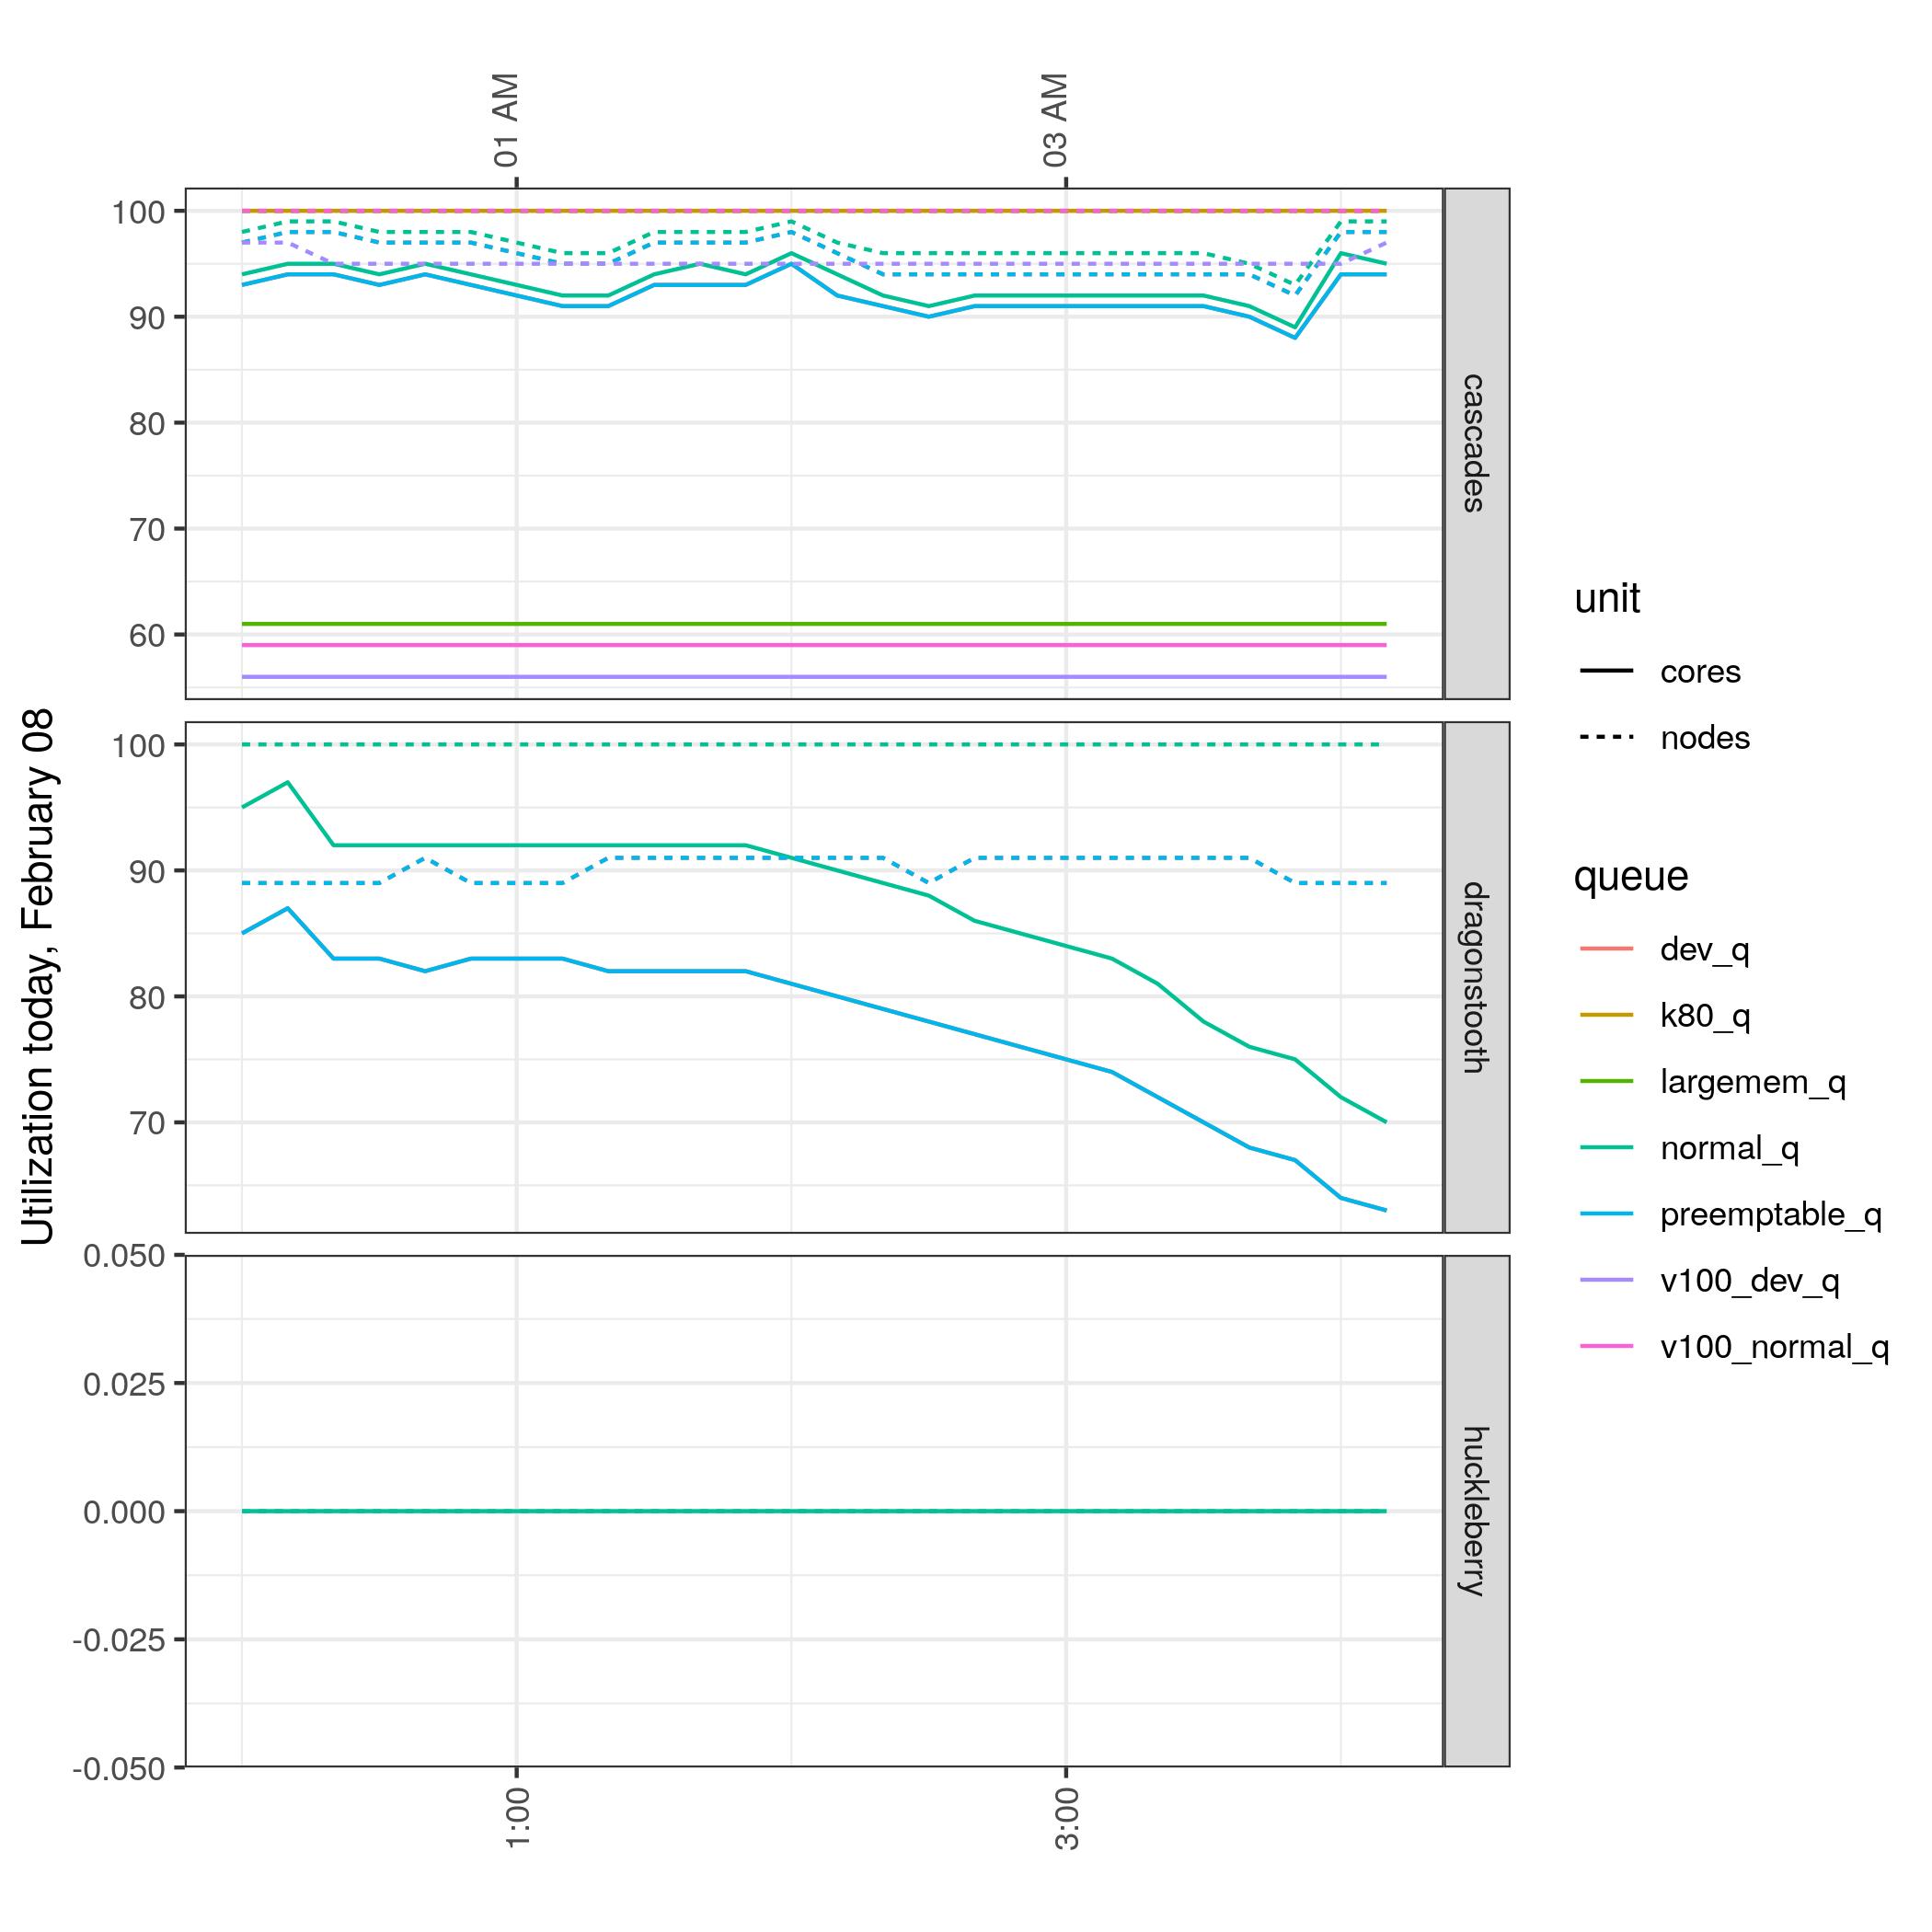 01 AM
03 AM
100
90
80
70
60
cascades
100
90
80
70
dragonstooth
0.050
0.025
0.000
-0.025
-0.050
huckleberry
1:00
3:00
Utilization today, February 08
unit
cores
nodes
queue
dev_q
k80_q
largemem_q
normal_q
preemptable_q
v100_dev_q
v100_normal_q